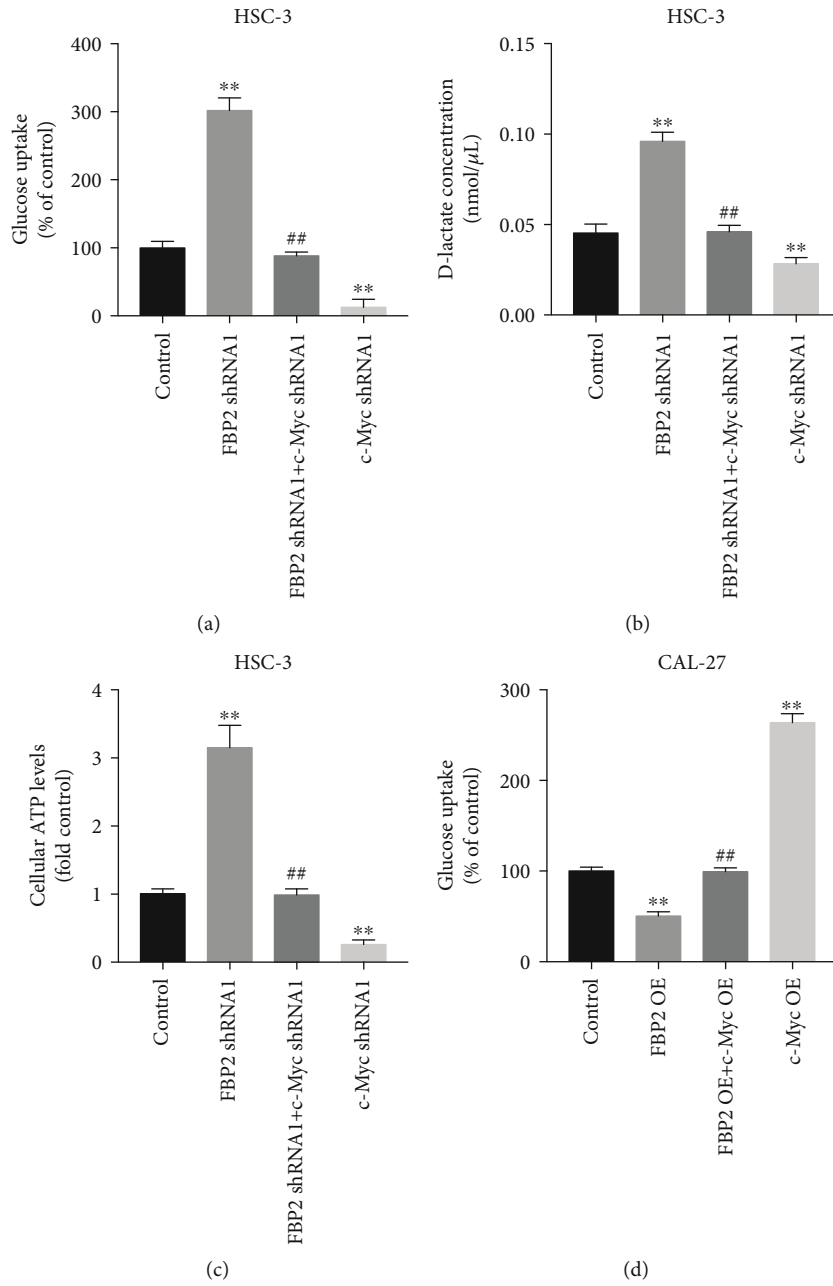 HSC-3
Glucose uptake
(% of control)
400
300
200
100
0
**
##
**
Control
FBP2 shRNA1
FBP2 shRNA1+c-Myc shRNA1
c-Myc shRNA1
(a)
HSC-3
D-lactate concentration
(nmol/μL)
0.15
0.10
0.05
0.00
**
##
**
Control
FBP2 shRNA1
FBP2 shRNA1+c-Myc shRNA1
c-Myc shRNA1
(b)
HSC-3
Cellular ATP levels
(fold control)
4
3
2
1
0
**
##
**
Control
FBP2 shRNA1
FBP2 shRNA1+c-Myc shRNA1
c-Myc shRNA1
(c)
CAL-27
Glucose uptake
(% of control)
300
200
100
0
**
##
**
Control
FBP2 OE
FBP2 OE+c-Myc OE
c-Myc OE
(d)